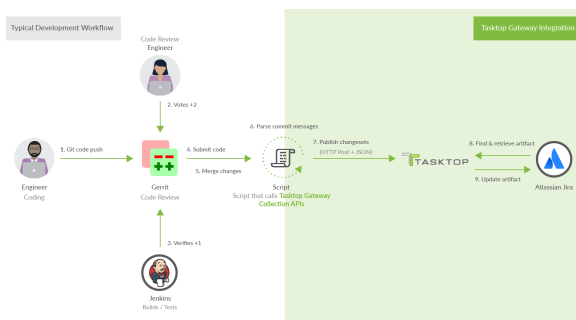 Typical Development Workflow
Tasktop Gateway Integration
Code Review
Engineer
2. Votes +2
6. Parse commit messages
1. Git code push
4. Submit code
7. Publish changesets
(HTTP Post + JSON)
8. Find & retrieve artifact
TASKTOP
5. Merge changes
9. Update artifact
Engineer
Coding
Gerrit
Code Review
Script
Script that calls Tasktop Gateway
Collection APIs
Atlassian Jira
3. Verifies +1
Jenkins
Builds / Tests